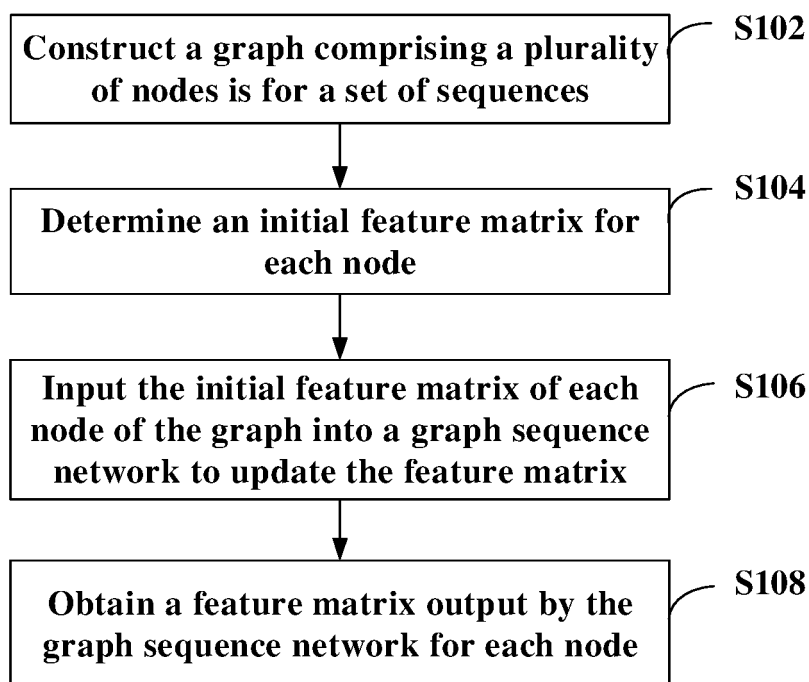 Construct a graph comprising a plurality
of nodes is for a set of sequences
S102
Determine an initial feature matrix for
each node
S104
Input the initial feature matrix of each
node of the graph into a graph sequence
network to update the feature matrix
S106
Obtain a feature matrix output by the
graph sequence network for each node
S108